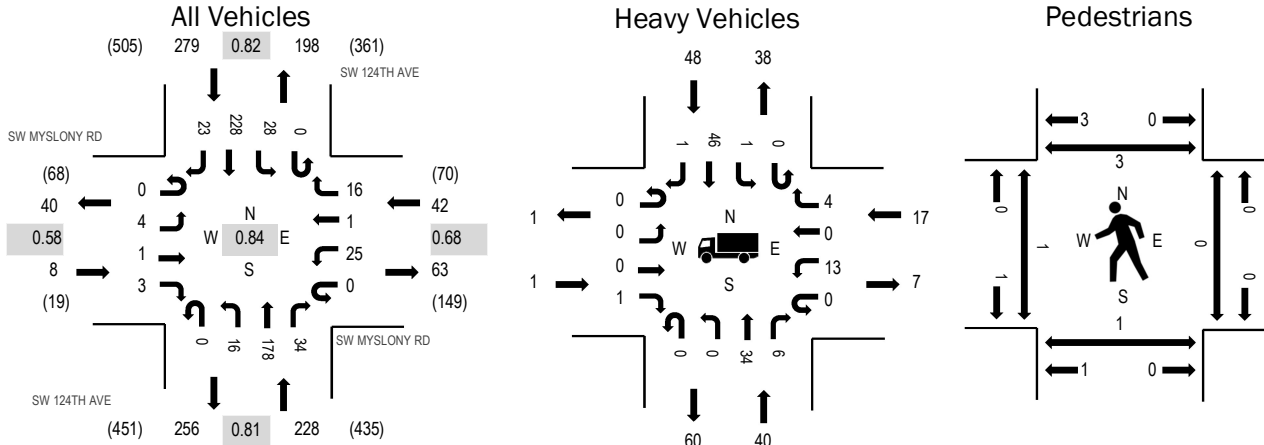 All Vehicles
(505) 279 0.82 198 (361)
SW 124TH AVE
SW MYSLONY RD
23 228 28 0
(68)
40
0.58
8
(19)
0
4
1
3
N
W 0.84 E
S
16
1
25
0
(70)
42
0.68
63
(149)
0 16 178 34
SW MYSLONY RD
SW 124TH AVE
(451) 256 0.81 228 (435)
Heavy Vehicles
48 38
1 46 1 0
1
1
0
0
0
1
N
W E
S
4
0
13
0
17
7
0 0 34 6
60 40
Pedestrians
3 0
3
0
1
1
N
W E
S
0
0
0
1
1 0